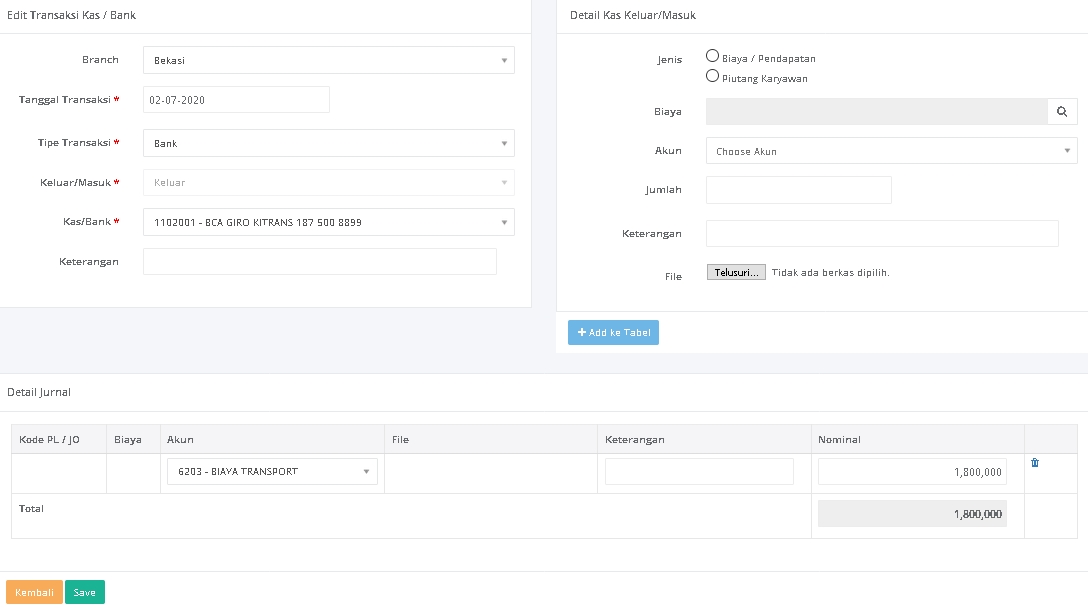 Edit Transaksi Kas / Bank
Branch
Bekasi
Tanggal Transaksi *
02-07-2020
Tipe Transaksi *
Bank
Keluar/Masuk *
Keluar
Kas/Bank *
1102001 - BCA GIRO KITRANS 187 500 8899
Keterangan
Detail Kas Keluar/Masuk
Jenis
Biaya / Pendapatan
Piutang Karyawan
Biaya
Akun
Choose Akun
Jumlah
Keterangan
File
Telusuri... Tidak ada berkas dipilih.
+ Add ke Tabel
Detail Jurnal
Kode PL / JO Biaya Akun File Keterangan Nominal
6203 - BIAYA TRANSPORT 1,800,000
Total 1,800,000
Kembali Save